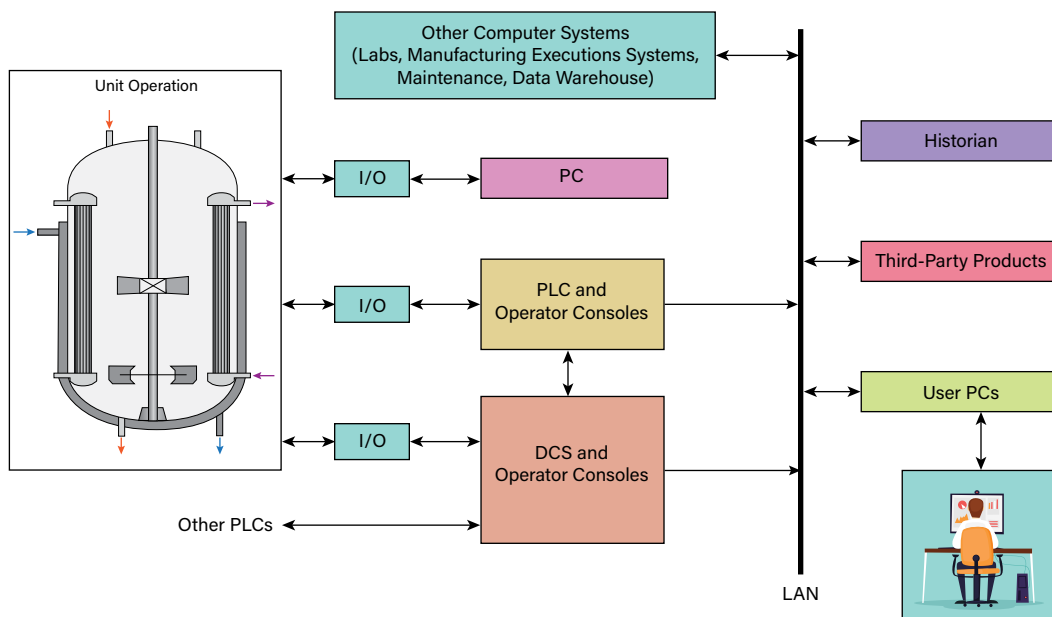 Other Computer Systems
(Labs, Manufacturing Executions Systems,
Maintenance, Data Warehouse)
Unit Operation
Historian
I/O
PC
Third-Party Products
I/O
PLC and
Operator Consoles
User PCs
I/O
DCS and
Operator Consoles
Other PLCs
LAN